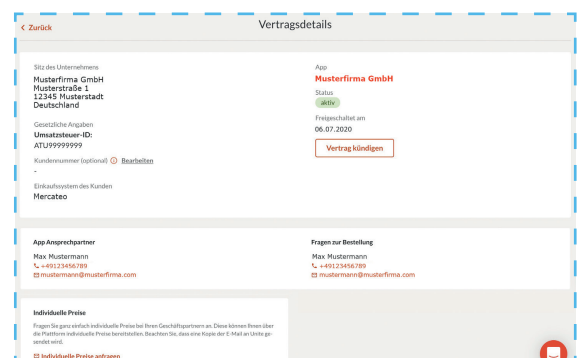 Zurück
Vertragsdetails
Sitz des Unternehmens
Musterfirma GmbH
Musterstraße 1
12345 Musterstadt
Deutschland
Gesetzliche Angaben
Umsatzsteuer-ID:
ATU99999999
Kundennummer (optional) Bearbeiten
-
Einkaufssystem des Kunden
Mercateo
App
Musterfirma GmbH
Status
aktiv
Freigeschaltet am
06.07.2020
Vertrag kündigen
App Ansprechpartner
Max Mustermann
+49123456789
mustermann@musterfirma.com
Fragen zur Bestellung
Max Mustermann
+49123456789
mustermann@musterfirma.com
Individuelle Preise
Fragen Sie ganz einfach individuelle Preise bei Ihren Geschäftspartnern an. Diese können Ihnen über
die Plattform individuelle Preise bereitstellen. Beachten Sie, dass eine Kopie der E-Mail an Unite ge-
sendet wird.
Individuelle Preise anfragen